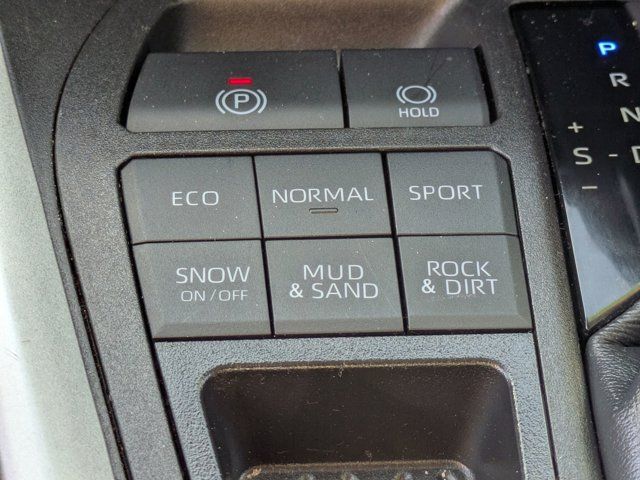 P
P
R
HOLD
N
+
ECO
NORMAL
SPORT
S - D
−
SNOW
ON / OFF
MUD
& SAND
ROCK
& DIRT